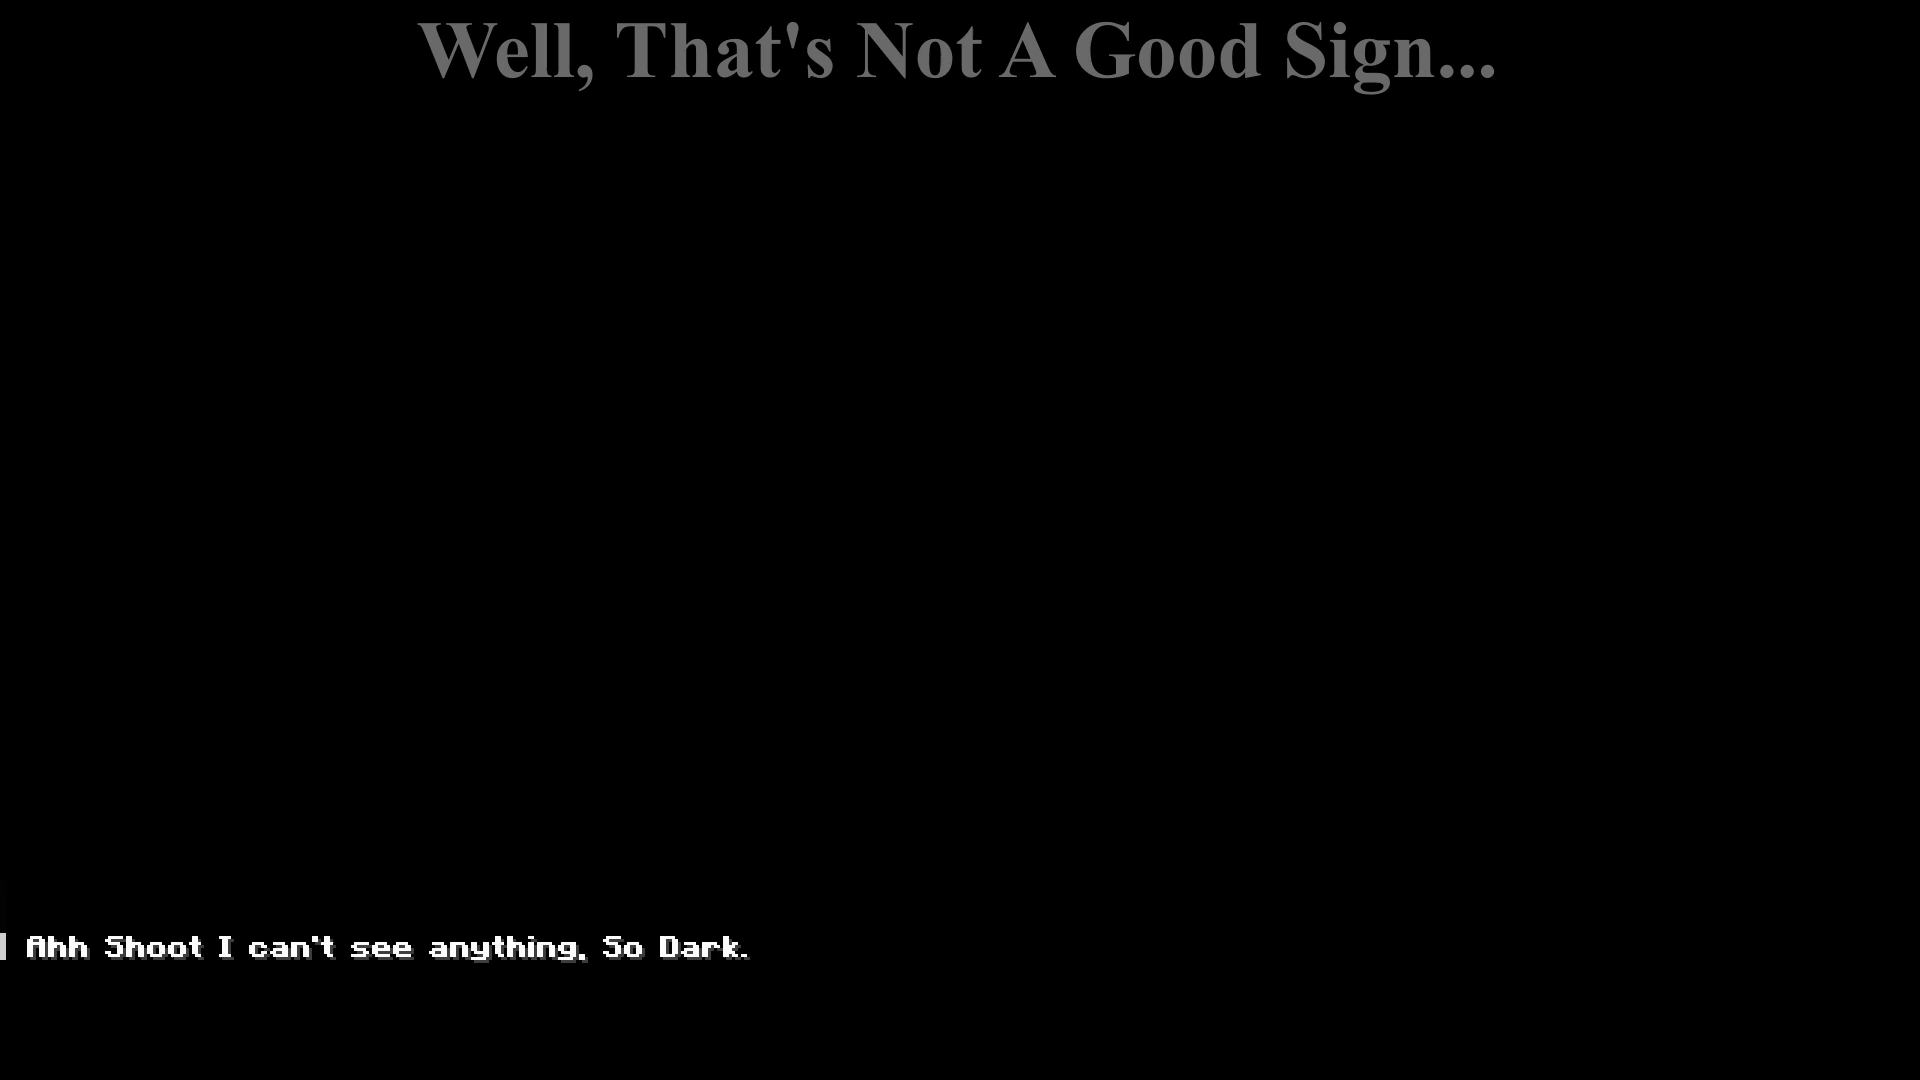 Well, That's Not A Good Sign...
Ahh Shoot I can't see anything, So Dark.